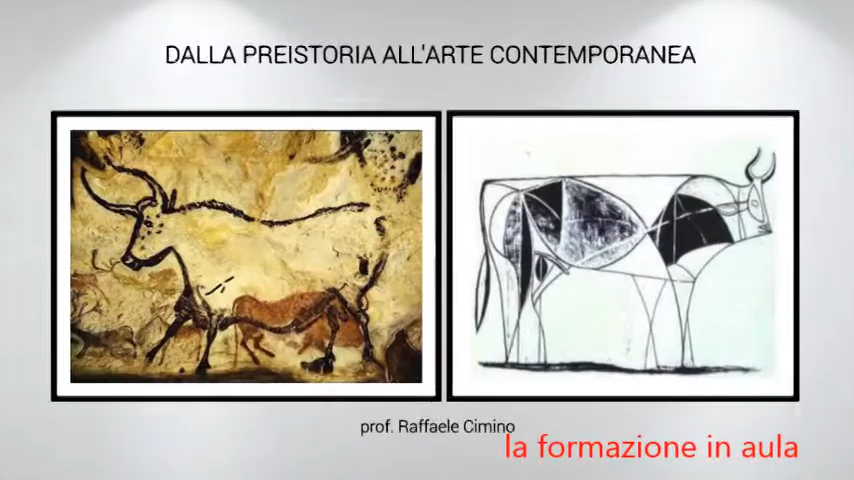 DALLA PREISTORIA ALL'ARTE CONTEMPORANEA
prof. Raffaele Cimino
la formazione in aula